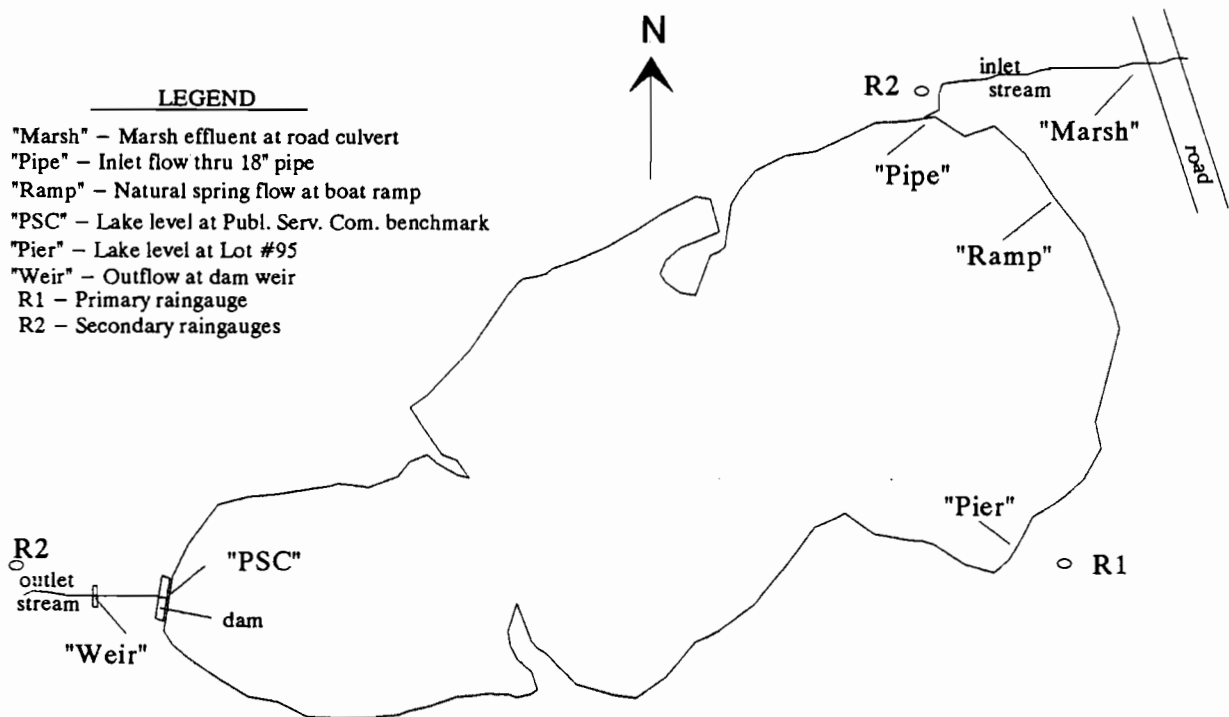 N
LEGEND
"Marsh" – Marsh effluent at road culvert
"Pipe" – Inlet flow thru 18" pipe
"Ramp" – Natural spring flow at boat ramp
"PSC" – Lake level at Publ. Serv. Com. benchmark
"Pier" – Lake level at Lot #95
"Weir" – Outflow at dam weir
R1 – Primary raingauge
R2 – Secondary raingauges
R2
inlet
stream
"Marsh"
road
"Pipe"
"Ramp"
"Pier"
R1
R2
outlet
stream
"PSC"
dam
"Weir"